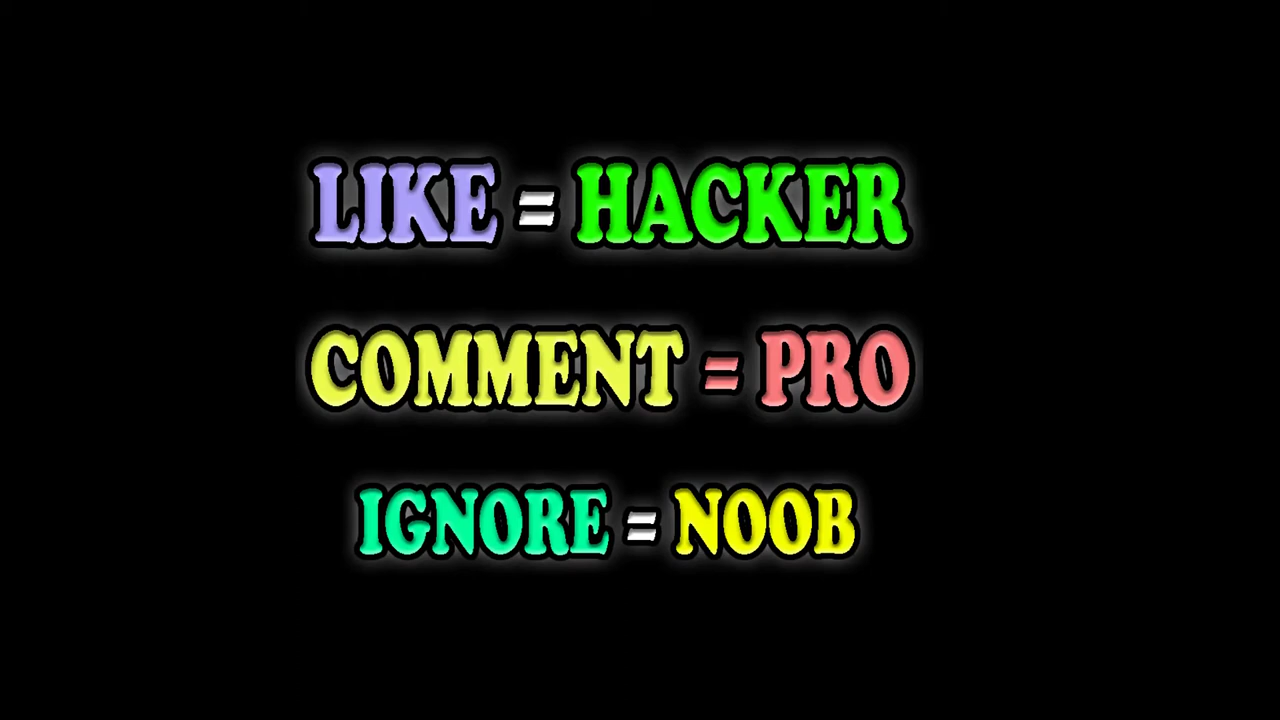 LIKE = HACKER
COMMENT = PRO
IGNORE = NOOB